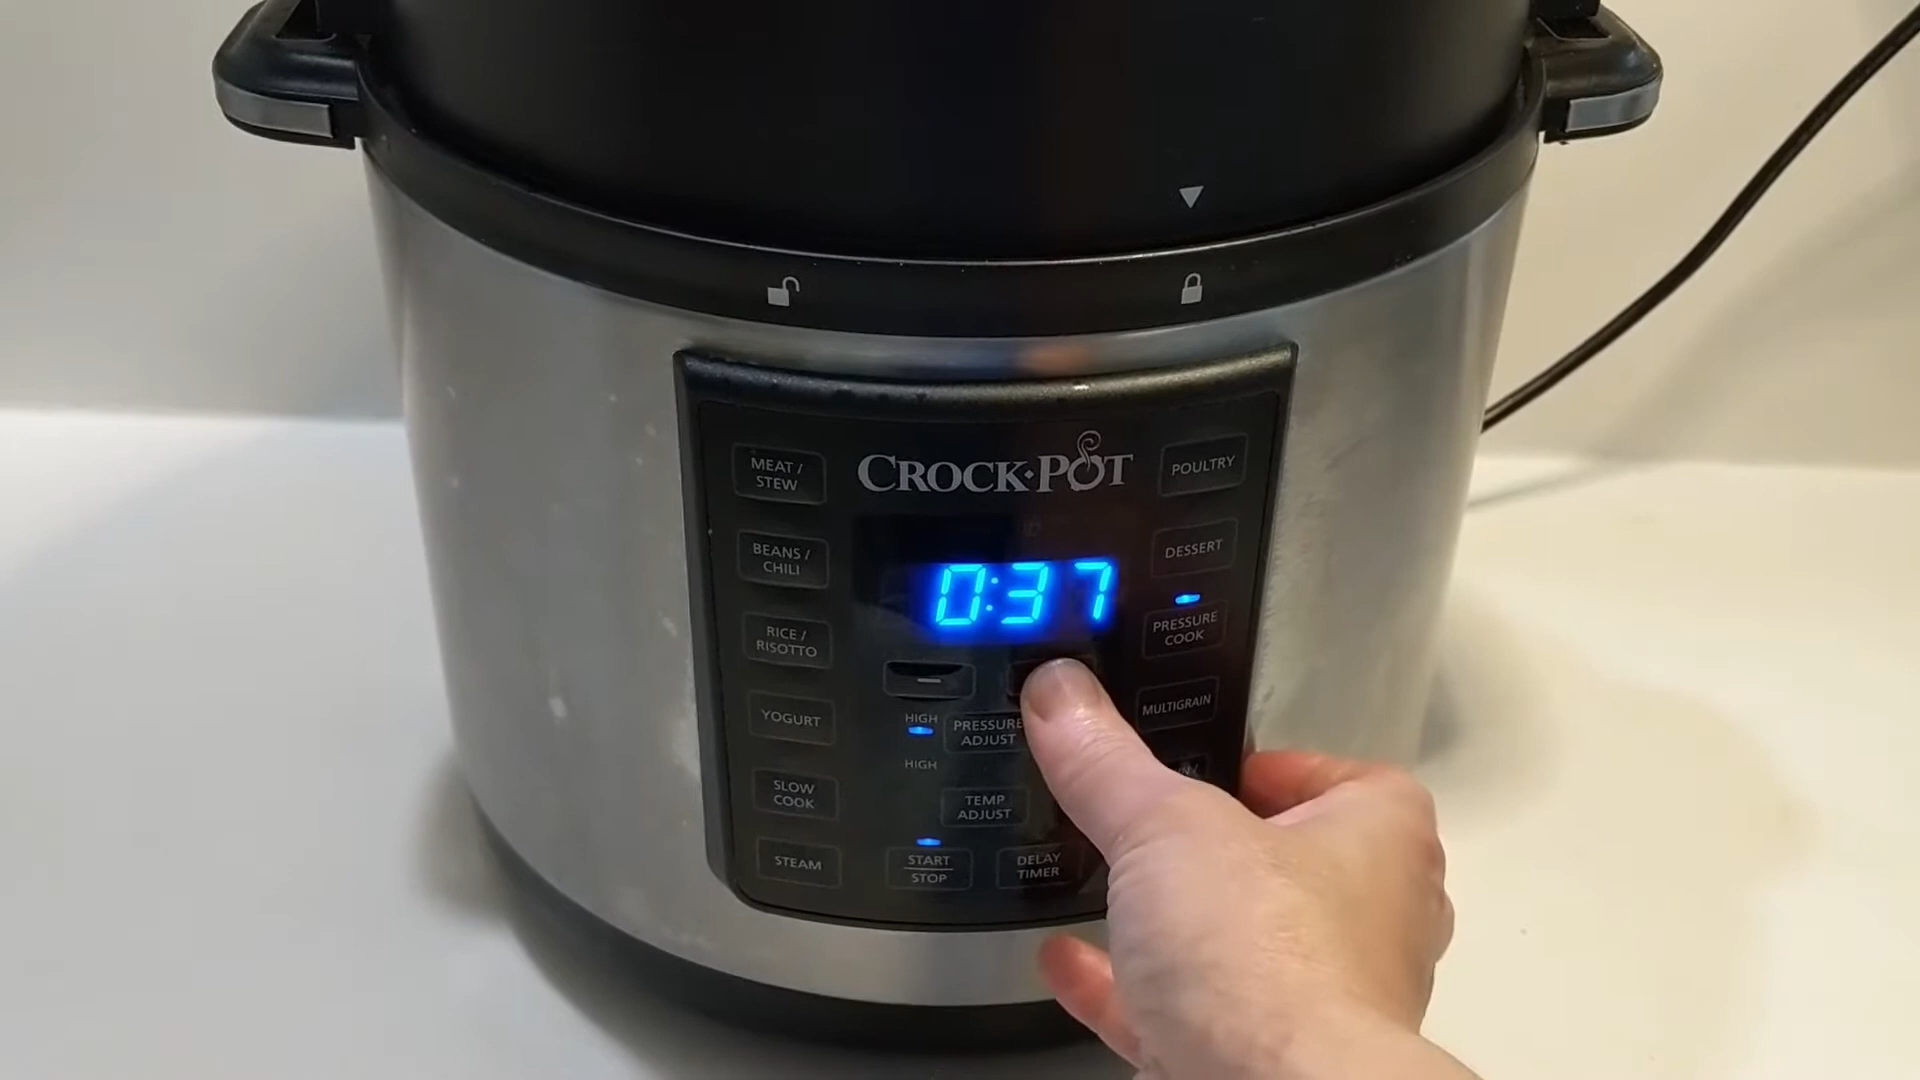 CROCK·POT
MEAT /
STEW
POULTRY
BEANS /
CHILI
DESSERT
0:37
RICE /
RISOTTO
PRESSURE
COOK
−
YOGURT
HIGH
PRESSURE
ADJUST
MULTIGRAIN
HIGH
SLOW
COOK
TEMP
ADJUST
STEAM
START
STOP
DELAY
TIMER